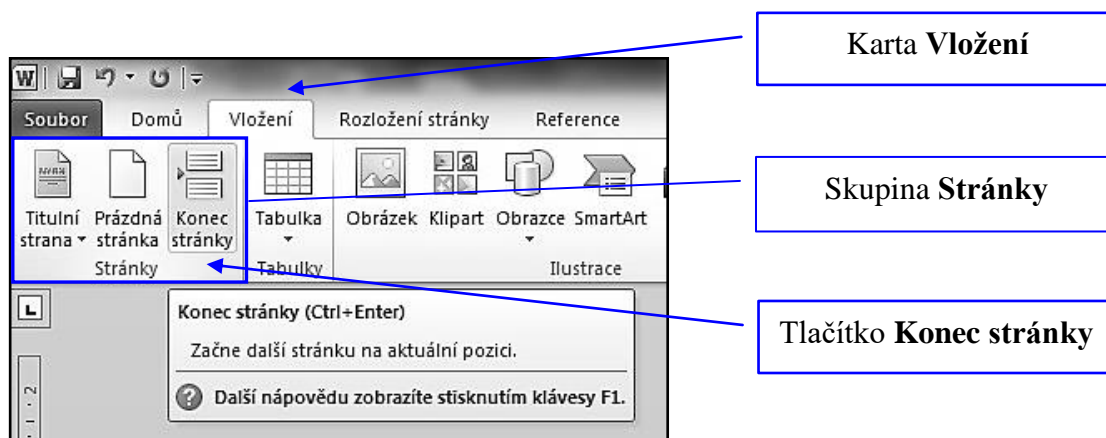 Karta Vložení
W
Soubor Domů Vložení Rozložení stránky Reference
Titulní strana
Prázdná stránka
Konec stránky
Tabulka
Obrázek Klipart Obrazce SmartArt
Skupina Stránky
Stránky Tabulky Ilustrace
L
Konec stránky (Ctrl+Enter)
Začne další stránku na aktuální pozici.
Tlačítko Konec stránky
2
Další nápovědu zobrazíte stisknutím klávesy F1.